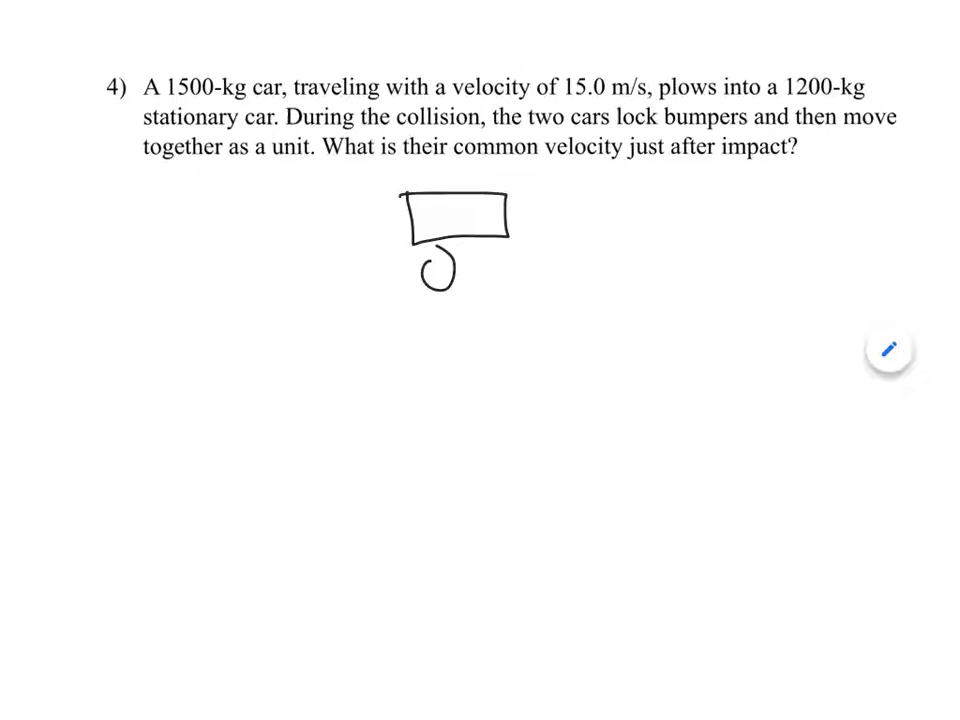 4) A 1500-kg car, traveling with a velocity of 15.0 m/s, plows into a 1200-kg
stationary car. During the collision, the two cars lock bumpers and then move
together as a unit. What is their common velocity just after impact?